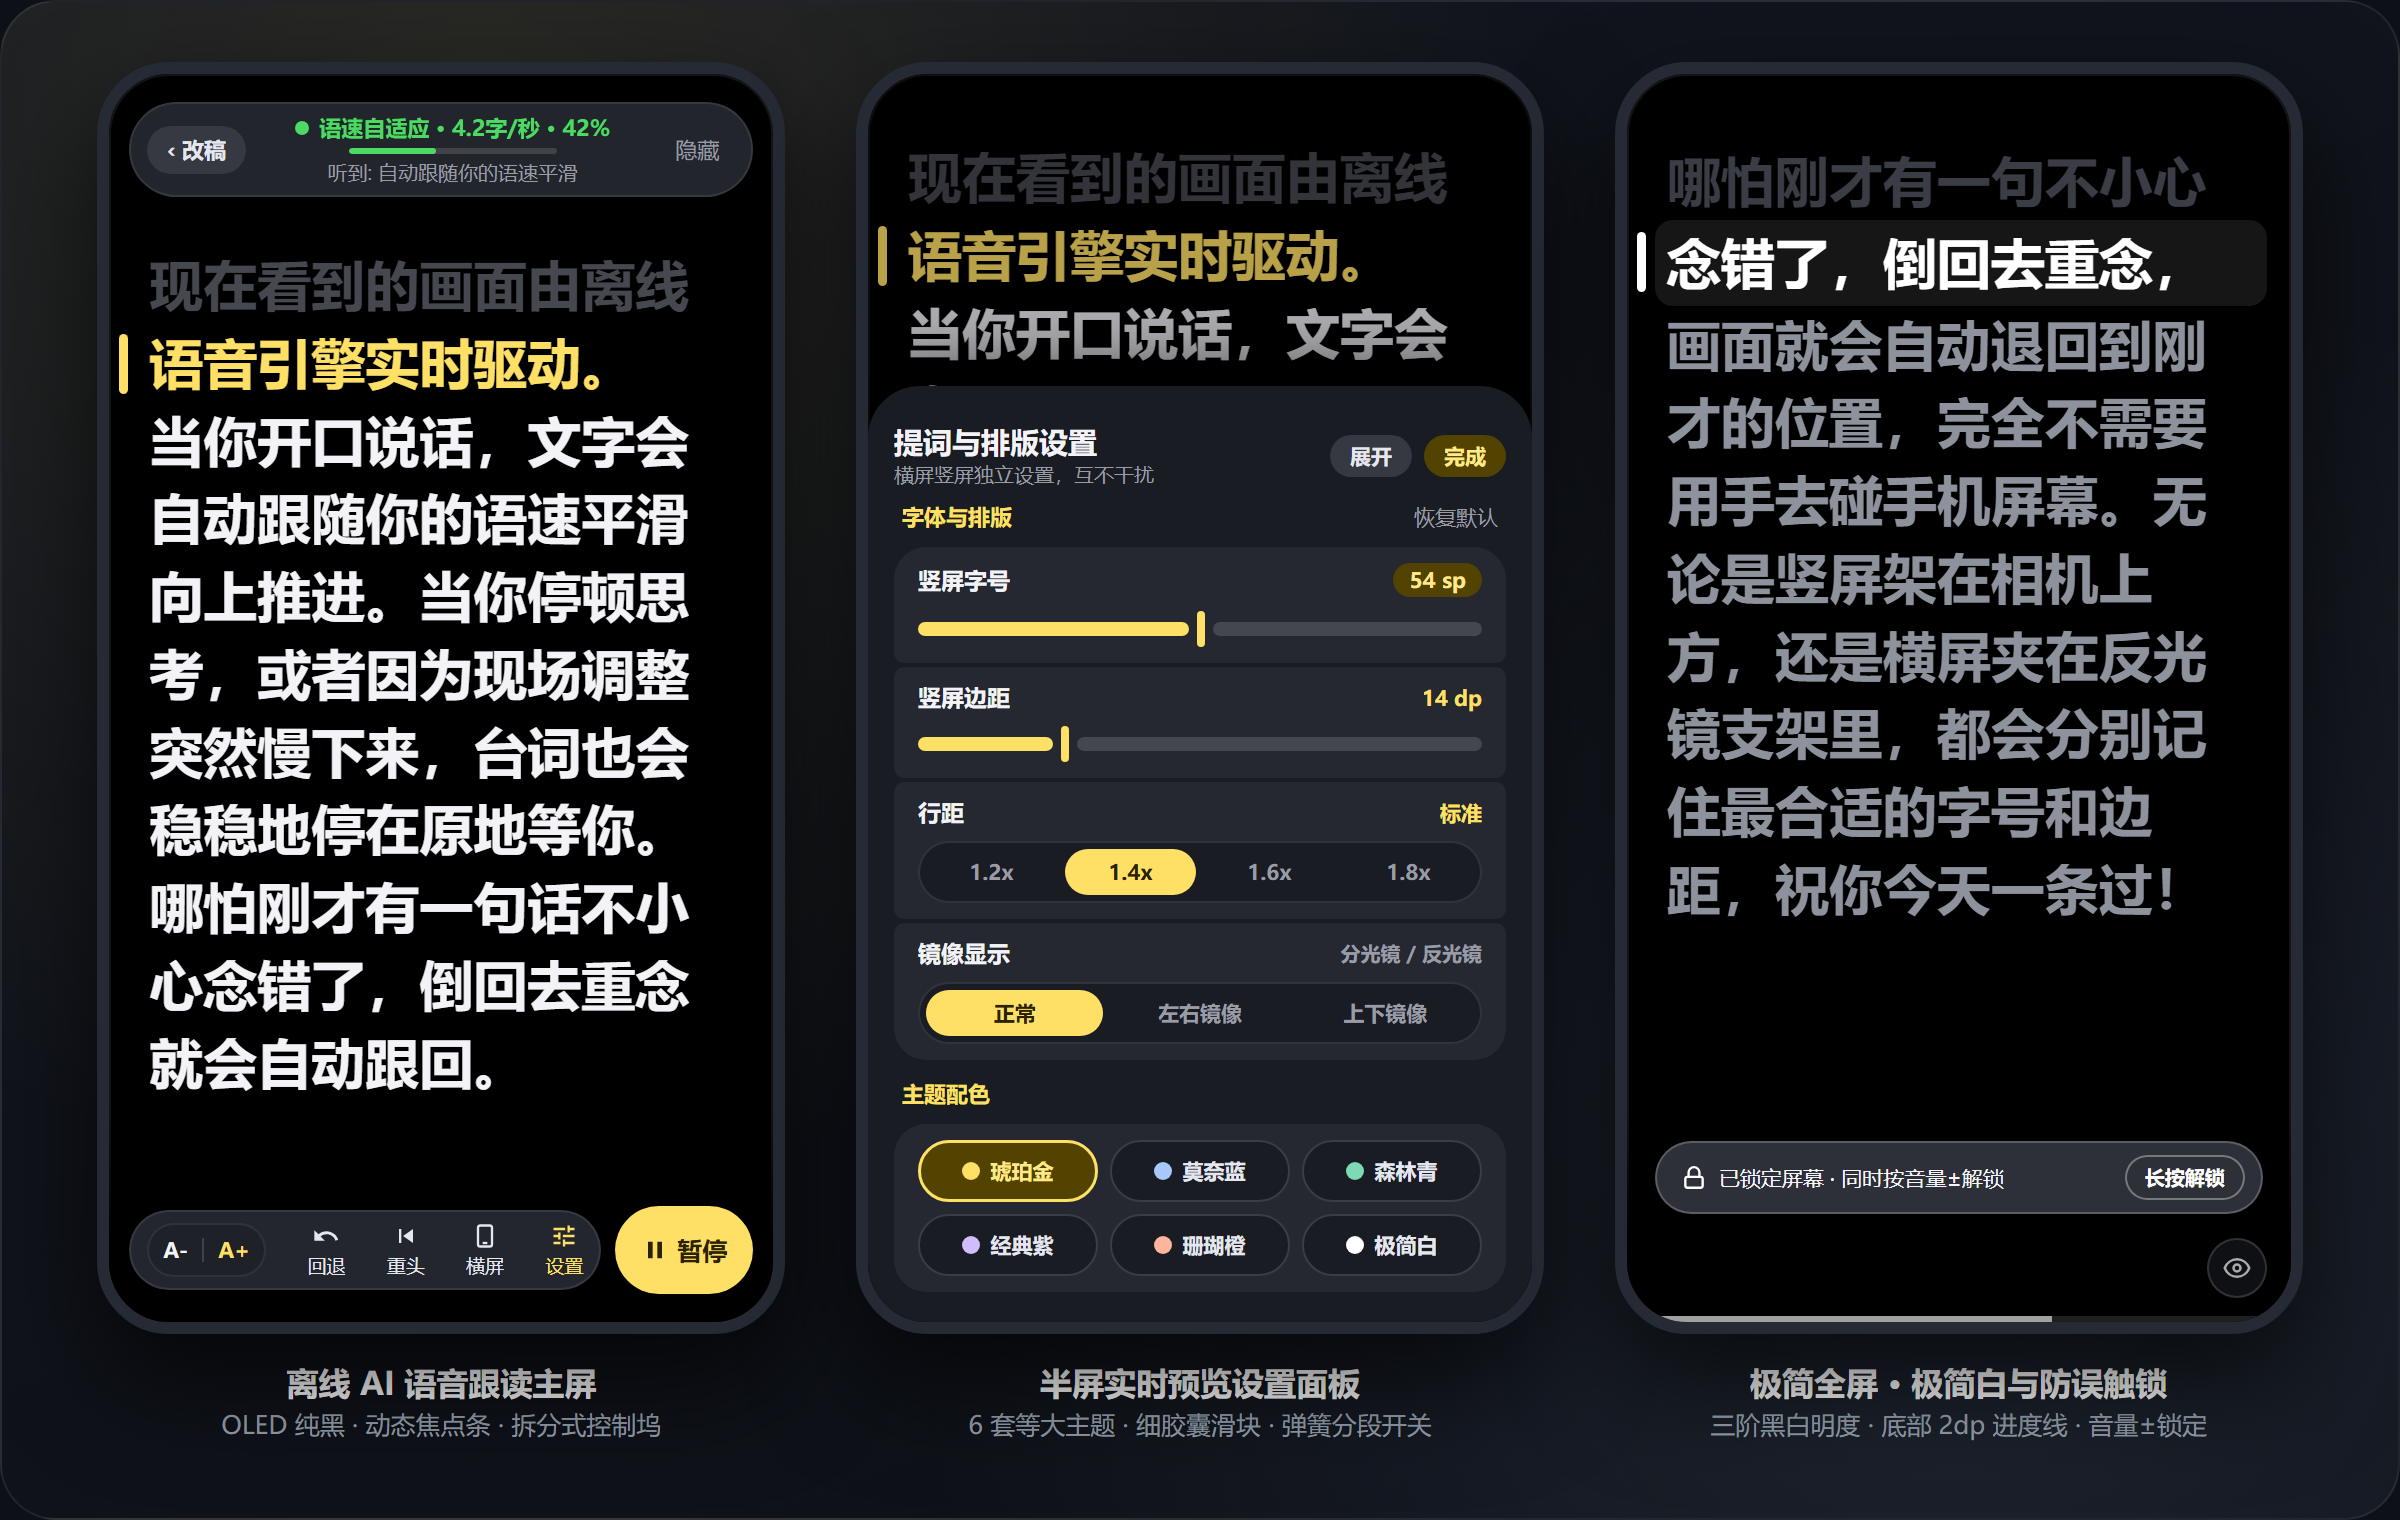 ‹ 改稿
语速自适应 • 4.2字/秒 • 42%
听到: 自动跟随你的语速平滑
隐藏
现在看到的画面由离线
语音引擎实时驱动。
当你开口说话，文字会
自动跟随你的语速平滑
向上推进。当你停顿思
考，或者因为现场调整
突然慢下来，台词也会
稳稳地停在原地等你。
哪怕刚才有一句话不小
心念错了，倒回去重念
就会自动跟回。
A- A+
回退
重头
横屏
设置
暂停
离线 AI 语音跟读主屏
OLED 纯黑 · 动态焦点条 · 拆分式控制坞
现在看到的画面由离线
语音引擎实时驱动。
当你开口说话，文字会
提词与排版设置
横屏竖屏独立设置，互不干扰
展开
完成
字体与排版
恢复默认
竖屏字号
54 sp
竖屏边距
14 dp
行距
标准
1.2x
1.4x
1.6x
1.8x
镜像显示
分光镜 / 反光镜
正常
左右镜像
上下镜像
主题配色
琥珀金
莫奈蓝
森林青
经典紫
珊瑚橙
极简白
半屏实时预览设置面板
6 套等大主题 · 细胶囊滑块 · 弹簧分段开关
哪怕刚才有一句不小心
念错了，倒回去重念，
画面就会自动退回到刚
才的位置，完全不需要
用手去碰手机屏幕。无
论是竖屏架在相机上
方，还是横屏夹在反光
镜支架里，都会分别记
住最合适的字号和边
距，祝你今天一条过！
已锁定屏幕 · 同时按音量±解锁
长按解锁
极简全屏 • 极简白与防误触锁
三阶黑白明度 · 底部 2dp 进度线 · 音量±锁定